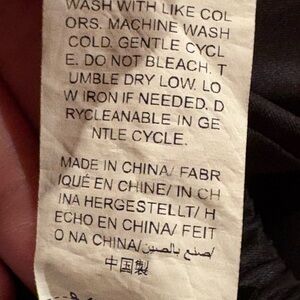 WASH WITH LIKE COL
ORS. MACHINE WASH
COLD. GENTLE CYCL
E. DO NOT BLEACH. T
UMBLE DRY LOW. LO
W IRON IF NEEDED. D
RYCLEANABLE IN GE
NTLE CYCLE.
MADE IN CHINA/ FABR
IQUÉ EN CHINE/ IN CH
INA HERGESTELLT/ H
ECHO EN CHINA/ FEIT
O NA CHINA/صنع بالصين/
中国製